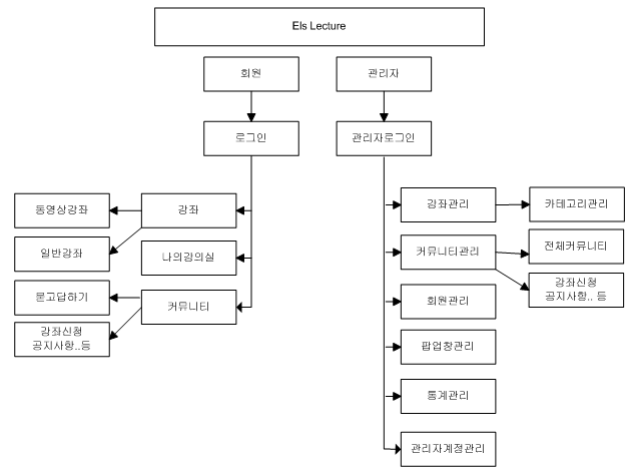 Els Lecture
회원
관리자
로그인
관리자로그인
동영상강좌
강좌
일반강좌
나의강의실
묻고답하기
커뮤니티
강좌신청
공지사항..등
강좌관리
카테고리관리
커뮤니티관리
전체커뮤니티
강좌신청
공지사항.. 등
회원관리
팝업창관리
통계관리
관리자계정관리